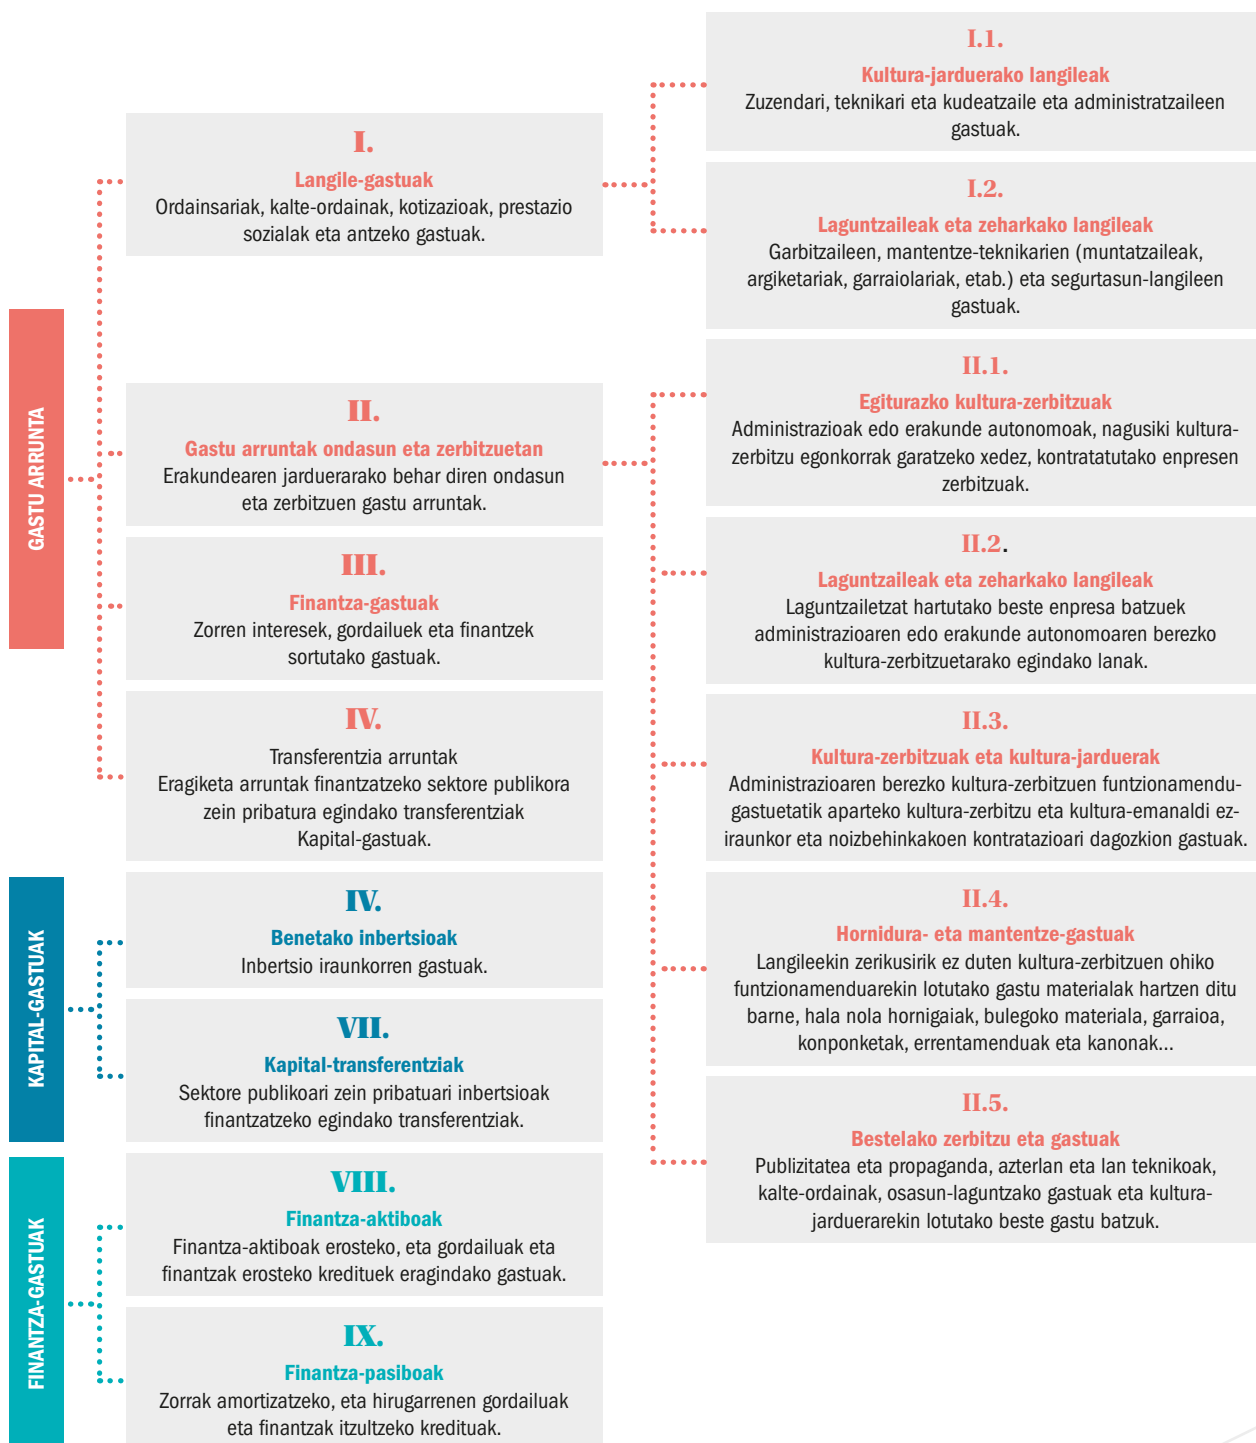 GASTU ARRUNTA
I.
Langile-gastuak
Ordainsariak, kalte-ordainak, kotizazioak, prestazio
sozialak eta antzeko gastuak.
I.1.
Kultura-jarduerako langileak
Zuzendari, teknikari eta kudeatzaile eta administratzaileen
gastuak.
I.2.
Laguntzaileak eta zeharkako langileak
Garbitzaileen, mantentze-teknikarien (muntatzaileak,
argiketariak, garraiolariak, etab.) eta segurtasun-langileen
gastuak.
II.
Gastu arruntak ondasun eta zerbitzuetan
Erakundearen jarduerarako behar diren ondasun
eta zerbitzuen gastu arruntak.
II.1.
Egiturazko kultura-zerbitzuak
Administrazioak edo erakunde autonomoak, nagusiki kultura-
zerbitzu egonkorrak garatzeko xedez, kontratatutako enpresen
zerbitzuak.
II.2.
Laguntzaileak eta zeharkako langileak
Laguntzailetzat hartutako beste enpresa batzuek
administrazioaren edo erakunde autonomoaren berezko
kultura-zerbitzuetarako egindako lanak.
II.3.
Kultura-zerbitzuak eta kultura-jarduerak
Administrazioaren berezko kultura-zerbitzuen funtzionamendu-
gastuetatik aparteko kultura-zerbitzu eta kultura-emanaldi ez-
iraunkor eta noizbehinkakoen kontratazioari dagozkion gastuak.
II.4.
Hornidura- eta mantentze-gastuak
Langileekin zerikusirik ez duten kultura-zerbitzuen ohiko
funtzionamenduarekin lotutako gastu materialak hartzen ditu
barne, hala nola hornigaiak, bulegoko materiala, garraioa,
konponketak, errentamenduak eta kanonak...
II.5.
Bestelako zerbitzu eta gastuak
Publizitatea eta propaganda, azterlan eta lan teknikoak,
kalte-ordainak, osasun-laguntzako gastuak eta kultura-
jarduerarekin lotutako beste gastu batzuk.
III.
Finantza-gastuak
Zorren interesek, gordailuek eta finantzek
sortutako gastuak.
IV.
Transferentzia arruntak
Eragiketa arruntak finantzatzeko sektore publikora
zein pribatura egindako transferentziak
Kapital-gastuak.
KAPITAL-GASTUAK
IV.
Benetako inbertsioak
Inbertsio iraunkorren gastuak.
VII.
Kapital-transferentziak
Sektore publikoari zein pribatuari inbertsioak
finantzatzeko egindako transferentziak.
FINANTZA-GASTUAK
VIII.
Finantza-aktiboak
Finantza-aktiboak erosteko, eta gordailuak eta
finantzak erosteko kredituek eragindako gastuak.
IX.
Finantza-pasiboak
Zorrak amortizatzeko, eta hirugarrenen gordailuak
eta finantzak itzultzeko kredituak.